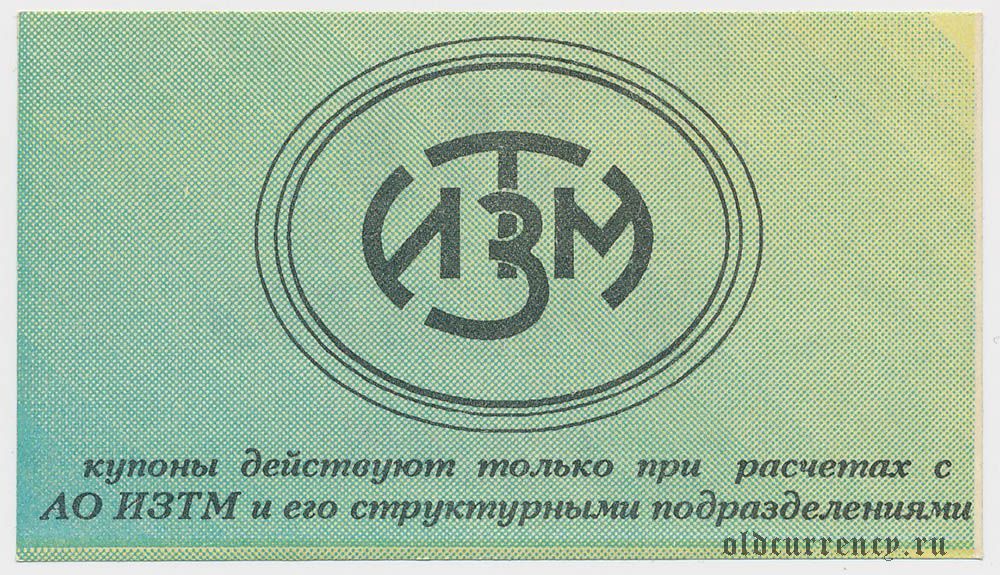 ИЗТМ
купоны действуют только при расчетах с
АО ИЗТМ и его структурными подразделениями
oldcurrency.ru